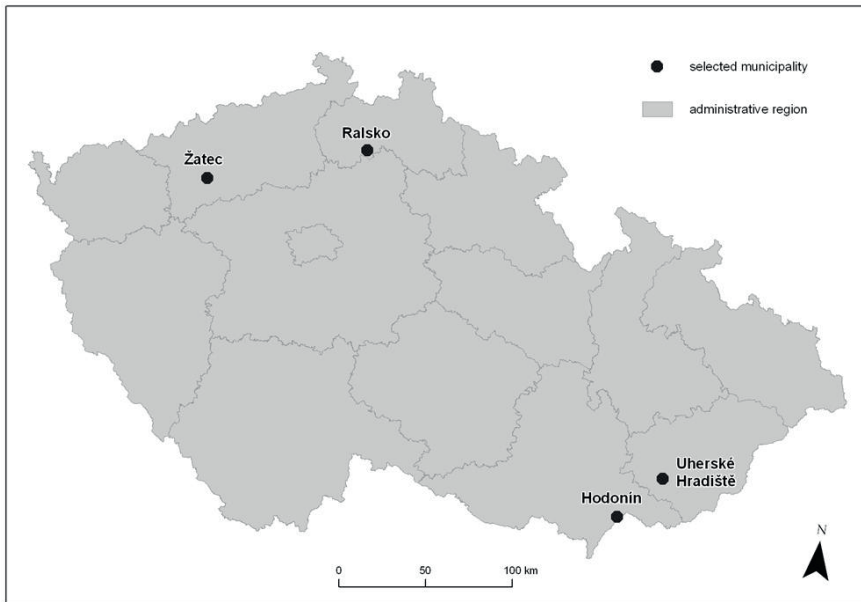 selected municipality
administrative region
Ralsko
Žatec
Uherské
Hradiště
Hodonín
N
0 50 100 km